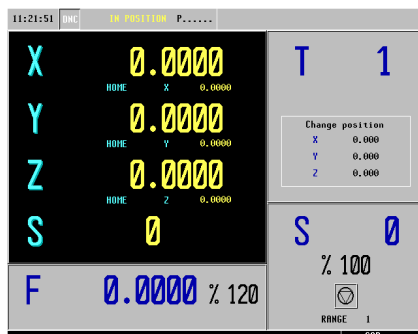 11:21:51 DNC IN POSITION P......
X 0.0000
HOME X 0.0000
Y 0.0000
HOME Y 0.0000
Z 0.0000
HOME Z 0.0000
S 0
F 0.0000 % 120
T 1
Change position
X 0.000
Y 0.000
Z 0.000
S 0
% 100
RANGE 1